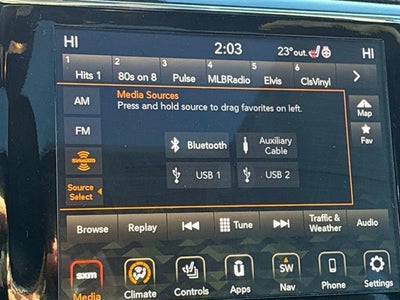 HI 2:03 23° out. HI
1 2 3 4 5 6
Hits 1 80s on 8 Pulse MLBRadio Elvis ClsVinyl
Media Sources
Press and hold source to drag favorites on left.
AM
FM
SiriusXM
Source
Select
Bluetooth
Auxiliary
Cable
USB 1
USB 2
Map
Fav
Browse Replay Tune Traffic &
Weather Audio
sxm
Media
Climate
Controls
Apps
SW
Nav
Phone
Settings